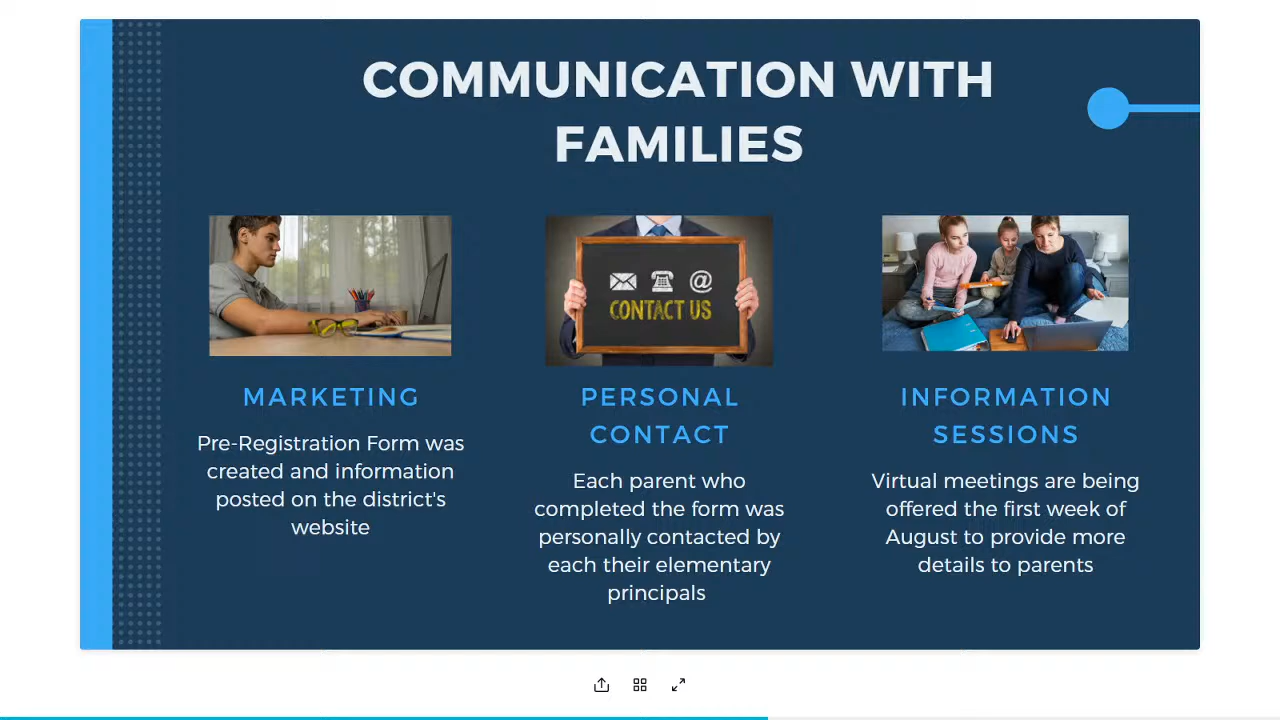 COMMUNICATION WITH
FAMILIES
CONTACT US
MARKETING
Pre-Registration Form was
created and information
posted on the district's
website
PERSONAL
CONTACT
Each parent who
completed the form was
personally contacted by
each their elementary
principals
INFORMATION
SESSIONS
Virtual meetings are being
offered the first week of
August to provide more
details to parents